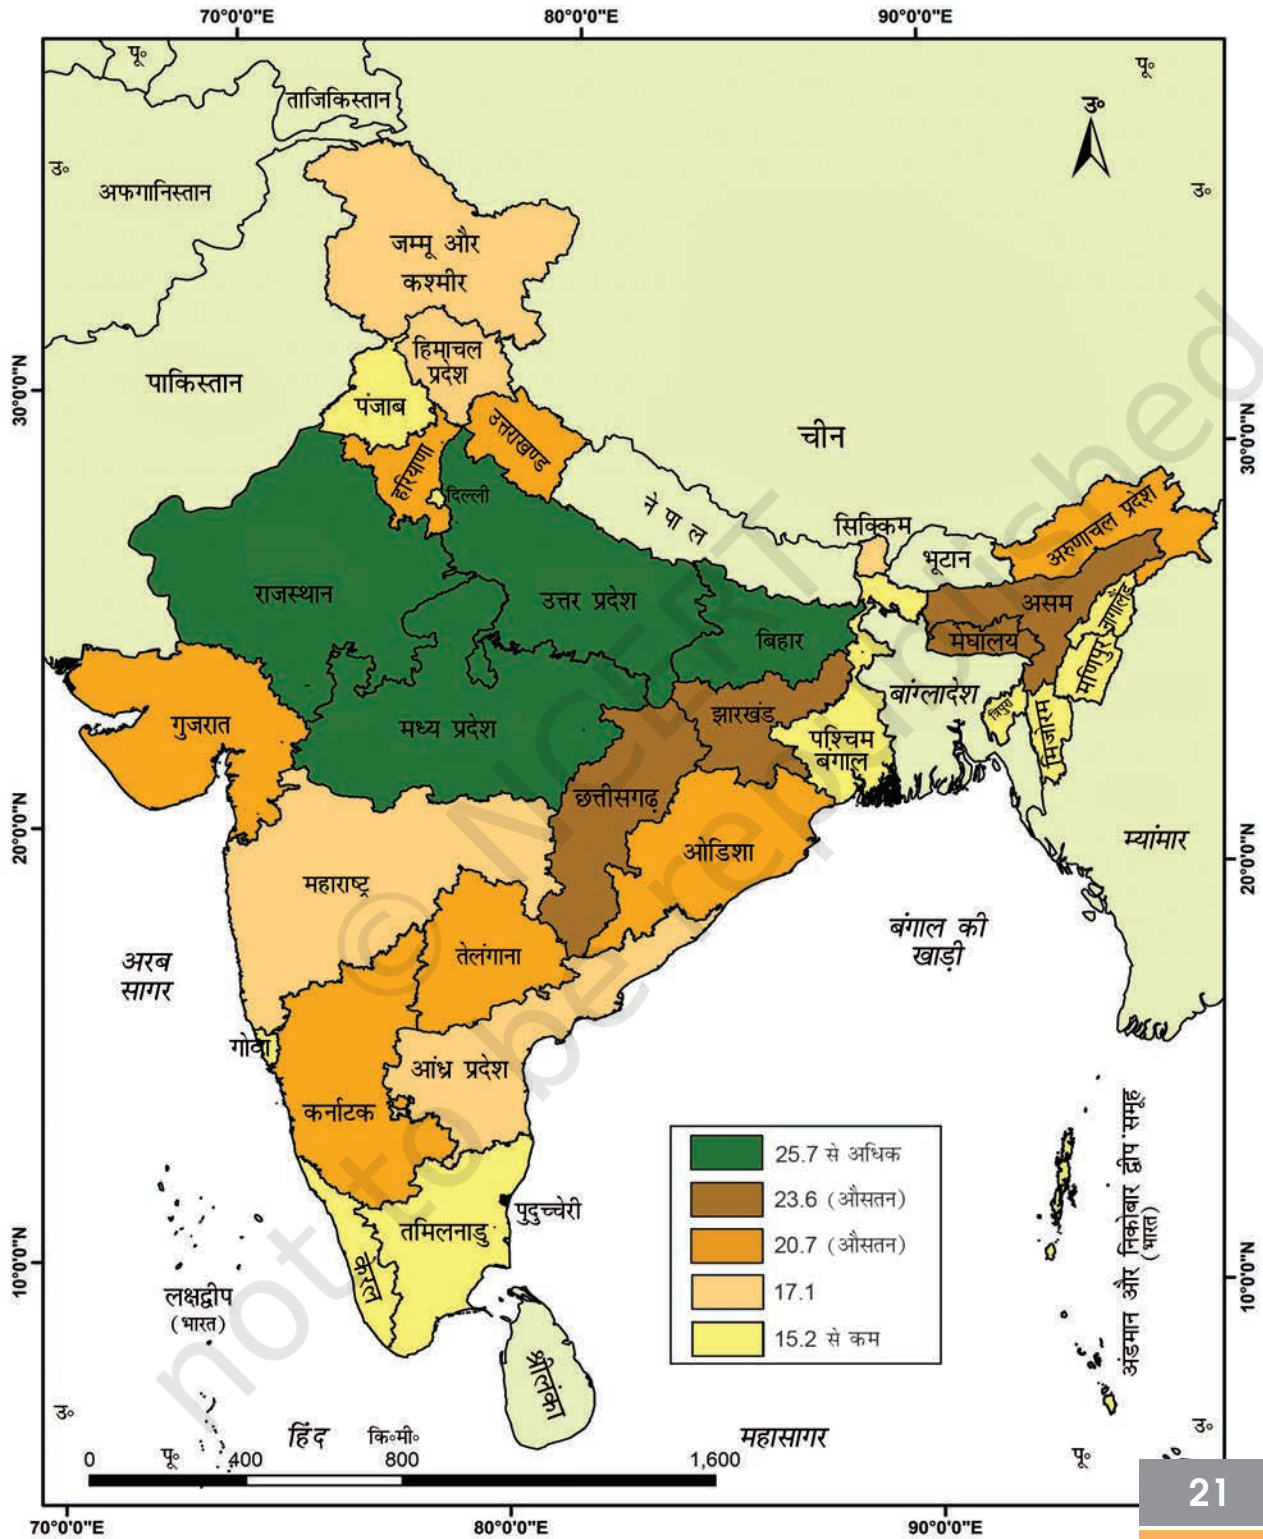 70°0'0"E 80°0'0"E 90°0'0"E
पू॰
पू॰
ताजिकिस्तान
उ॰
उ॰
अफगानिस्तान
उ॰
जम्मू और
कश्मीर
हिमाचल
प्रदेश
पाकिस्तान
30°0'0"N
पंजाब
उत्तराखण्ड
चीन
30°0'0"N
हरियाणा
दिल्ली
नेपाल
सिक्किम
भूटान
अरुणाचल प्रदेश
राजस्थान
उत्तर प्रदेश
असम
नागालैंड
बिहार
मेघालय
मणिपुर
गुजरात
मध्य प्रदेश
झारखंड
बांग्लादेश
त्रिपुरा
मिजोरम
पश्चिम
बंगाल
छत्तीसगढ़
20°0'0"N
ओडिशा
म्यांमार
20°0'0"N
महाराष्ट्र
तेलंगाना
बंगाल की
खाड़ी
अरब
सागर
गोवा
आंध्र प्रदेश
कर्नाटक
25.7 से अधिक
23.6 (औसतन)
20.7 (औसतन)
17.1
15.2 से कम
पुदुच्चेरी
तमिलनाडु
केरल
10°0'0"N
लक्षद्वीप
(भारत)
अंडमान और निकोबार द्वीप समूह
(भारत)
10°0'0"N
श्रीलंका
उ॰
उ॰
हिंद
कि॰मी॰
महासागर
पू॰
पू॰
0 400 800 1,600
21
70°0'0"E 80°0'0"E 90°0'0"E
© NCERT
not to be republished